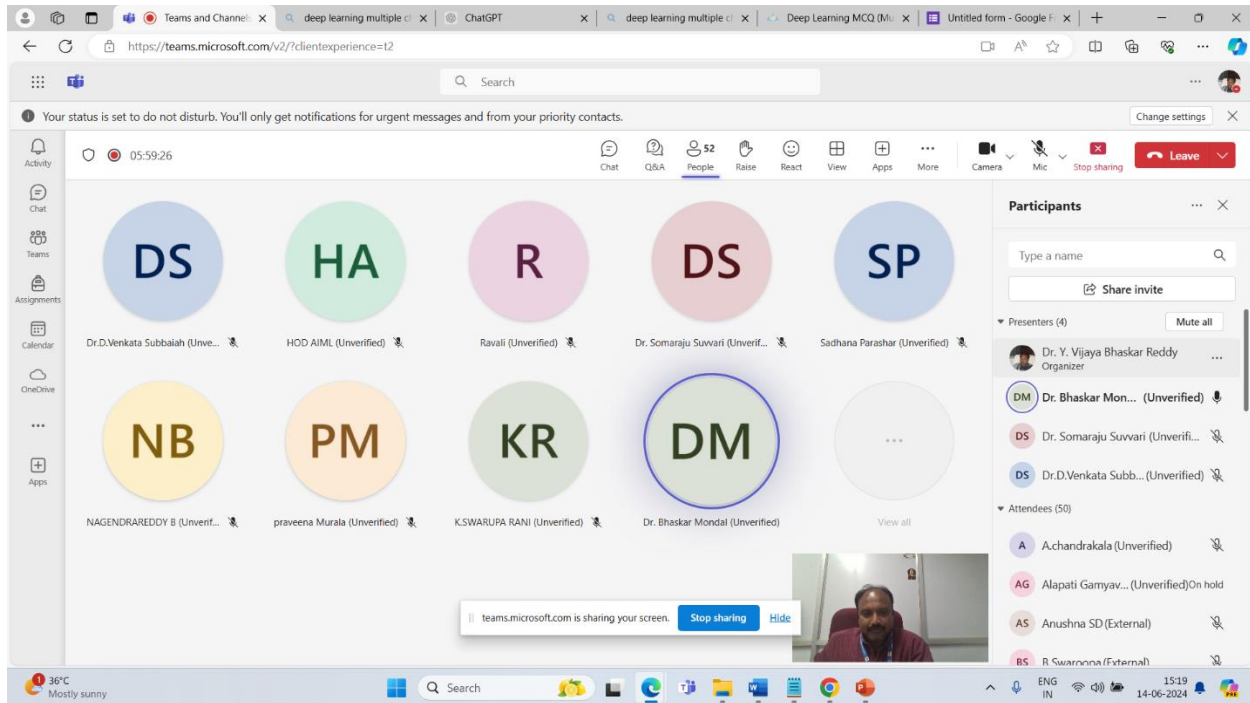 Teams and Channels
deep learning multiple cl
ChatGPT
deep learning multiple cl
Deep Learning MCQ (Mu
Untitled form - Google F
https://teams.microsoft.com/v2/?clientexperience=t2
Search
Your status is set to do not disturb. You'll only get notifications for urgent messages and from your priority contacts.
Change settings
05:59:26
52
Chat
Q&A
People
Raise
React
View
Apps
More
Camera
Mic
Stop sharing
Leave
Activity
Chat
Teams
Assignments
Calendar
OneDrive
Apps
DS
HA
R
DS
SP
Dr.D.Venkata Subbaiah (Unve...
HOD AIML (Unverified)
Ravali (Unverified)
Dr. Somaraju Suvvari (Unverif...
Sadhana Parashar (Unverified)
NB
PM
KR
DM
NAGENDRAREDDY B (Unverif...
praveena Murala (Unverified)
K.SWARUPA RANI (Unverified)
Dr. Bhaskar Mondal (Unverified)
View all
teams.microsoft.com is sharing your screen.
Stop sharing
Hide
Participants
Type a name
Share invite
Presenters (4)
Mute all
Dr. Y. Vijaya Bhaskar Reddy
Organizer
DM Dr. Bhaskar Mon... (Unverified)
DS Dr. Somaraju Suvvari (Unverifi...
DS Dr.D.Venkata Subb... (Unverified)
Attendees (50)
A A.chandrakala (Unverified)
AG Alapati Gamyav... (Unverified) On hold
AS Anushna SD (External)
BS B Swaroopa (External)
1
36°C
Mostly sunny
Search
ENG
IN
15:19
14-06-2024